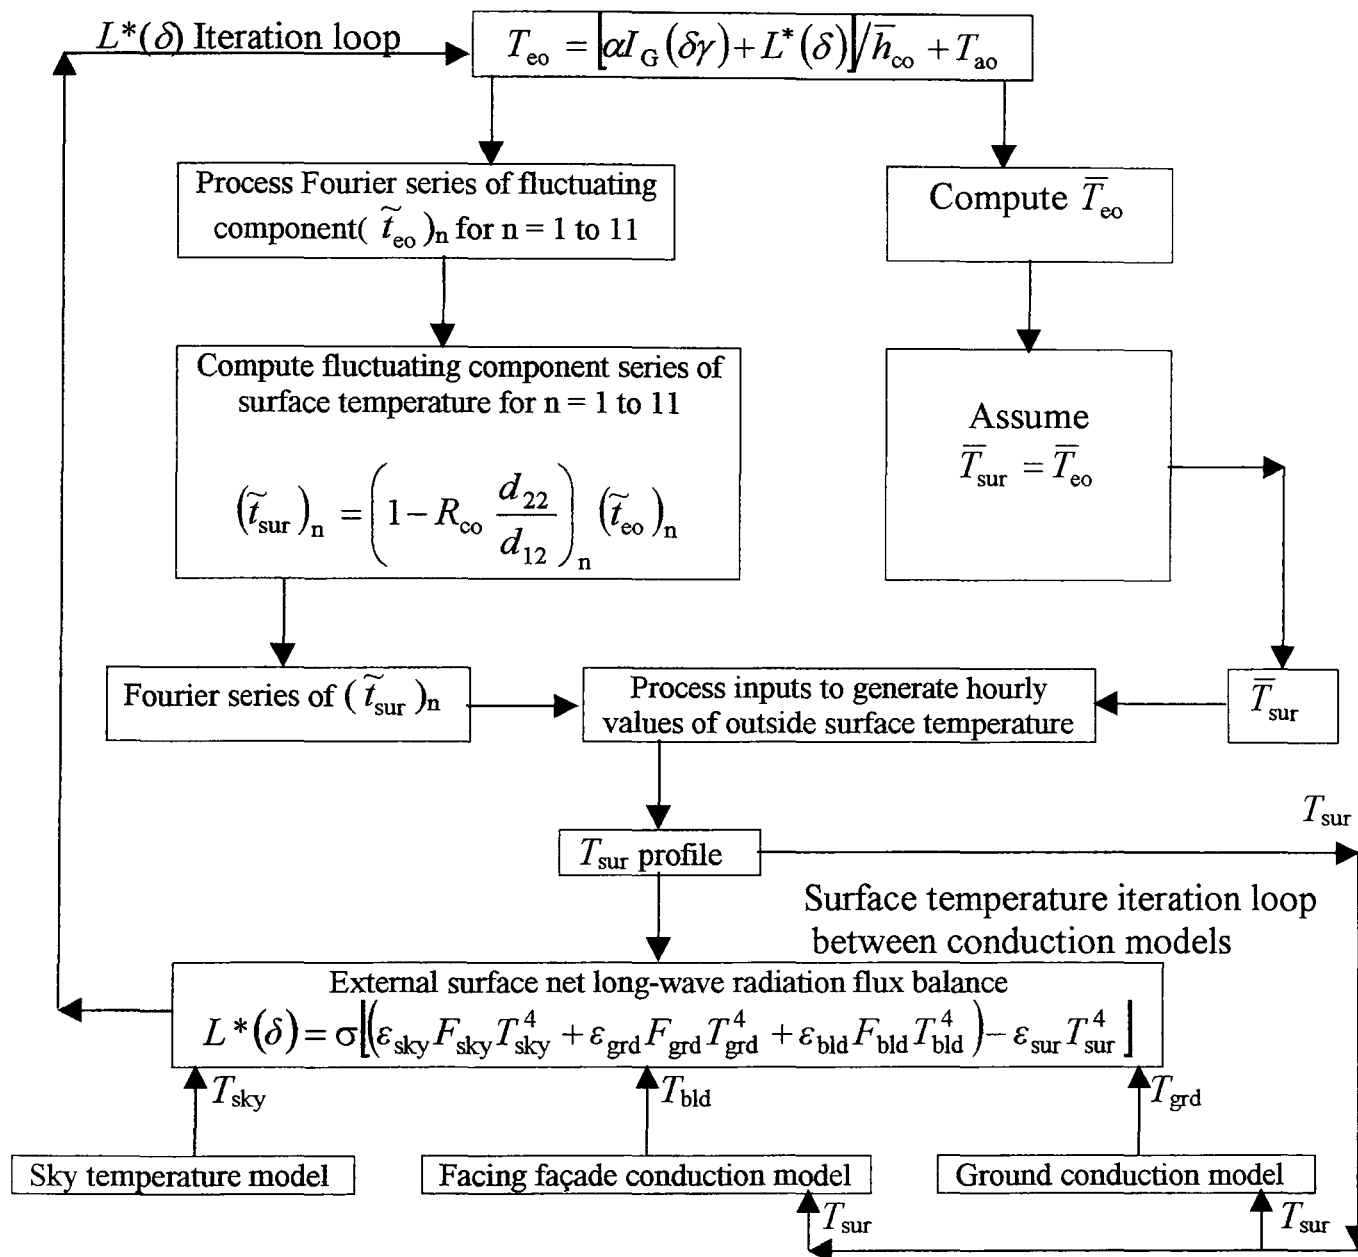 L*(δ) Iteration loop
T_eo = [αI_G(δγ) + L*(δ)]/h̅_co + T_ao
Process Fourier series of fluctuating
component( t̃_eo )_n for n = 1 to 11
Compute T̅_eo
Compute fluctuating component series of
surface temperature for n = 1 to 11
(t̃_sur)_n = (1 - R_co d_22/d_12)_n (t̃_eo)_n
Assume
T̅_sur = T̅_eo
Fourier series of ( t̃_sur )_n
Process inputs to generate hourly
values of outside surface temperature
T̅_sur
T_sur profile
T_sur
Surface temperature iteration loop
between conduction models
External surface net long-wave radiation flux balance
L*(δ) = σ[(ε_sky F_sky T_sky^4 + ε_grd F_grd T_grd^4 + ε_bld F_bld T_bld^4) - ε_sur T_sur^4]
T_sky
T_bld
T_grd
Sky temperature model
Facing façade conduction model
Ground conduction model
T_sur
T_sur